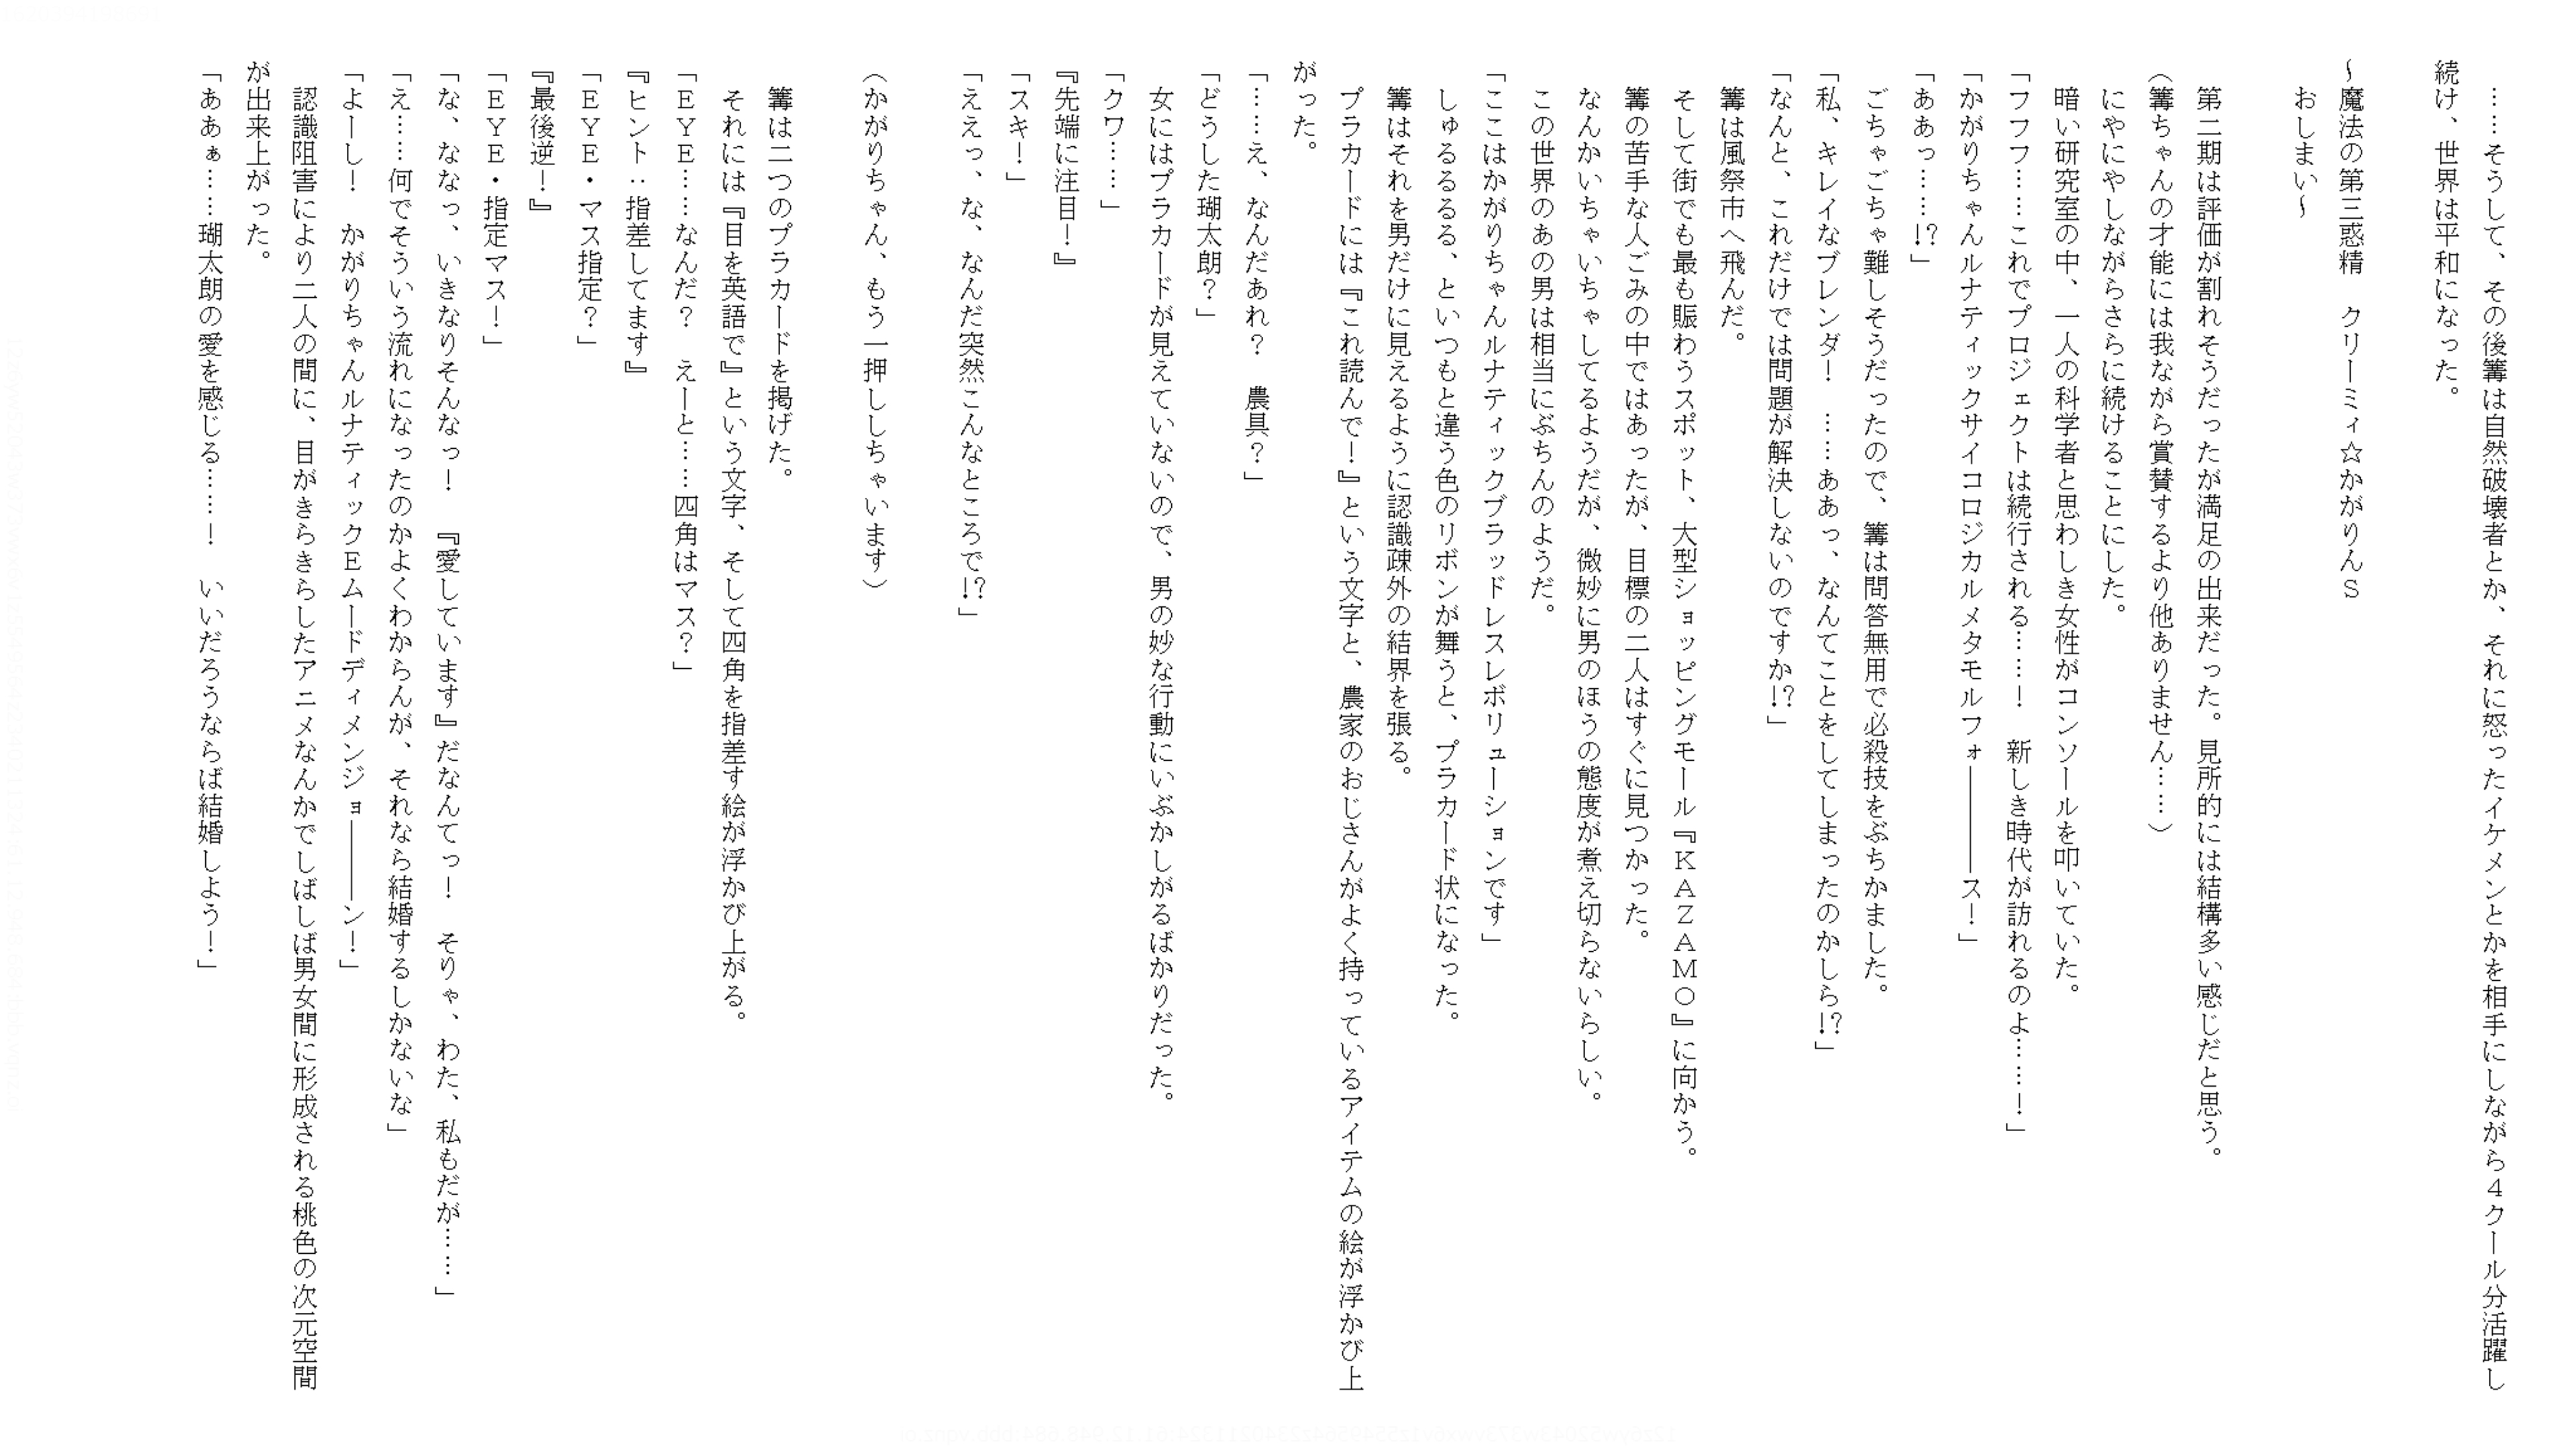 ……そうして、その後篝は自然破壊者とか、それに怒ったイケメンとかを相手にしながら４クール分活躍し
続け、世界は平和になった。
～魔法の第三惑精　クリーミィ☆かがりんＳ
おしまい～
第二期は評価が割れそうだったが満足の出来だった。見所的には結構多い感じだと思う。
（篝ちゃんの才能には我ながら賞賛するより他ありません……）
にやにやしながらさらに続けることにした。
暗い研究室の中、一人の科学者と思わしき女性がコンソールを叩いていた。
「フフフ……これでプロジェクトは続行される……！　新しき時代が訪れるのよ……！」
「かがりちゃんルナティックサイコロジカルメタモルフォ――――ス！」
「ああっ……!?」
ごちゃごちゃ難しそうだったので、篝は問答無用で必殺技をぶちかました。
「私、キレイなブレンダ！　……ああっ、なんてことをしてしまったのかしら!?」
「なんと、これだけでは問題が解決しないのですか!?」
篝は風祭市へ飛んだ。
そして街でも最も賑わうスポット、大型ショッピングモール『ＫＡＺＡＭＯ』に向かう。
篝の苦手な人ごみの中ではあったが、目標の二人はすぐに見つかった。
なんかいちゃいちゃしてるようだが、微妙に男のほうの態度が煮え切らないらしい。
この世界のあの男は相当にぶちんのようだ。
「ここはかがりちゃんルナティックブラッドレスレボリューションです」
しゅるるるる、といつもと違う色のリボンが舞うと、プラカード状になった。
篝はそれを男だけに見えるように認識疎外の結界を張る。
プラカードには『これ読んで！』という文字と、農家のおじさんがよく持っているアイテムの絵が浮かび上
がった。
「……え、なんだあれ？　農具？」
「どうした瑚太朗？」
女にはプラカードが見えていないので、男の妙な行動にいぶかしがるばかりだった。
「クワ……」
『先端に注目！』
「スキ！」
「ええっ、な、なんだ突然こんなところで!?」
（かがりちゃん、もう一押ししちゃいます）
篝は二つのプラカードを掲げた。
それには『目を英語で』という文字、そして四角を指差す絵が浮かび上がる。
「ＥＹＥ……なんだ？　えーと……四角はマス？」
『ヒント：指差してます』
「ＥＹＥ・マス指定？」
『最後逆！』
「ＥＹＥ・指定マス！」
「な、ななっ、いきなりそんなっ！　『愛しています』だなんてっ！　そりゃ、わた、私もだが……」
「え……何でそういう流れになったのかよくわからんが、それなら結婚するしかないな」
「よーし！　かがりちゃんルナティックＥムードディメンジョ―――ン！」
認識阻害により二人の間に、目がきらきらしたアニメなんかでしばしば男女間に形成される桃色の次元空間
が出来上がった。
「ああぁ……瑚太朗の愛を感じる……！　いいだろうならば結婚しよう！」